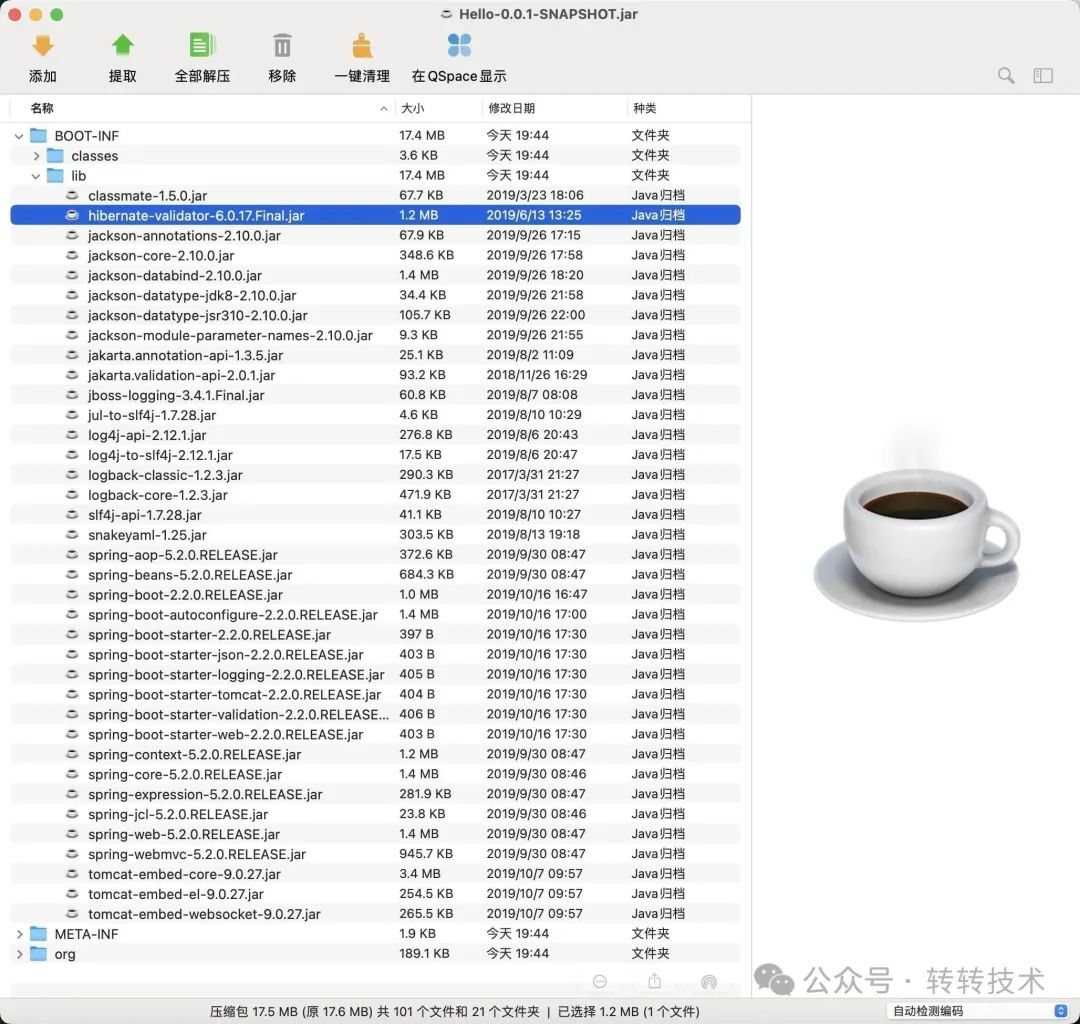 Hello-0.0.1-SNAPSHOT.jar
添加 提取 全部解压 移除 一键清理 在 QSpace 显示
名称 大小 修改日期 种类
BOOT-INF 17.4 MB 今天 19:44 文件夹
classes 3.6 KB 今天 19:44 文件夹
lib 17.4 MB 今天 19:44 文件夹
classmate-1.5.0.jar 67.7 KB 2019/3/23 18:06 Java归档
hibernate-validator-6.0.17.Final.jar 1.2 MB 2019/6/13 13:25 Java归档
jackson-annotations-2.10.0.jar 67.9 KB 2019/9/26 17:15 Java归档
jackson-core-2.10.0.jar 348.6 KB 2019/9/26 17:58 Java归档
jackson-databind-2.10.0.jar 1.4 MB 2019/9/26 18:20 Java归档
jackson-datatype-jdk8-2.10.0.jar 34.4 KB 2019/9/26 21:58 Java归档
jackson-datatype-jsr310-2.10.0.jar 105.7 KB 2019/9/26 22:00 Java归档
jackson-module-parameter-names-2.10.0.jar 9.3 KB 2019/9/26 21:55 Java归档
jakarta.annotation-api-1.3.5.jar 25.1 KB 2019/8/2 11:09 Java归档
jakarta.validation-api-2.0.1.jar 93.2 KB 2018/11/26 16:29 Java归档
jboss-logging-3.4.1.Final.jar 60.8 KB 2019/8/7 08:08 Java归档
jul-to-slf4j-1.7.28.jar 4.6 KB 2019/8/10 10:29 Java归档
log4j-api-2.12.1.jar 276.8 KB 2019/8/6 20:43 Java归档
log4j-to-slf4j-2.12.1.jar 17.5 KB 2019/8/6 20:47 Java归档
logback-classic-1.2.3.jar 290.3 KB 2017/3/31 21:27 Java归档
logback-core-1.2.3.jar 471.9 KB 2017/3/31 21:27 Java归档
slf4j-api-1.7.28.jar 41.1 KB 2019/8/10 10:27 Java归档
snakeyaml-1.25.jar 303.5 KB 2019/8/13 19:18 Java归档
spring-aop-5.2.0.RELEASE.jar 372.6 KB 2019/9/30 08:47 Java归档
spring-beans-5.2.0.RELEASE.jar 684.3 KB 2019/9/30 08:47 Java归档
spring-boot-2.2.0.RELEASE.jar 1.0 MB 2019/10/16 16:47 Java归档
spring-boot-autoconfigure-2.2.0.RELEASE.jar 1.4 MB 2019/10/16 17:00 Java归档
spring-boot-starter-2.2.0.RELEASE.jar 397 B 2019/10/16 17:30 Java归档
spring-boot-starter-json-2.2.0.RELEASE.jar 403 B 2019/10/16 17:30 Java归档
spring-boot-starter-logging-2.2.0.RELEASE.jar 405 B 2019/10/16 17:30 Java归档
spring-boot-starter-tomcat-2.2.0.RELEASE.jar 404 B 2019/10/16 17:30 Java归档
spring-boot-starter-validation-2.2.0.RELEASE... 406 B 2019/10/16 17:30 Java归档
spring-boot-starter-web-2.2.0.RELEASE.jar 403 B 2019/10/16 17:30 Java归档
spring-context-5.2.0.RELEASE.jar 1.2 MB 2019/9/30 08:47 Java归档
spring-core-5.2.0.RELEASE.jar 1.4 MB 2019/9/30 08:46 Java归档
spring-expression-5.2.0.RELEASE.jar 281.9 KB 2019/9/30 08:47 Java归档
spring-jcl-5.2.0.RELEASE.jar 23.8 KB 2019/9/30 08:46 Java归档
spring-web-5.2.0.RELEASE.jar 1.4 MB 2019/9/30 08:47 Java归档
spring-webmvc-5.2.0.RELEASE.jar 945.7 KB 2019/9/30 08:47 Java归档
tomcat-embed-core-9.0.27.jar 3.4 MB 2019/10/7 09:57 Java归档
tomcat-embed-el-9.0.27.jar 254.5 KB 2019/10/7 09:57 Java归档
tomcat-embed-websocket-9.0.27.jar 265.5 KB 2019/10/7 09:57 Java归档
META-INF 1.9 KB 今天 19:44 文件夹
org 189.1 KB 今天 19:44 文件夹
公众号 · 转转技术
压缩包 17.5 MB (原 17.6 MB) 共 101 个文件和 21 个文件夹 | 已选择 1.2 MB (1 个文件) 自动检测编码